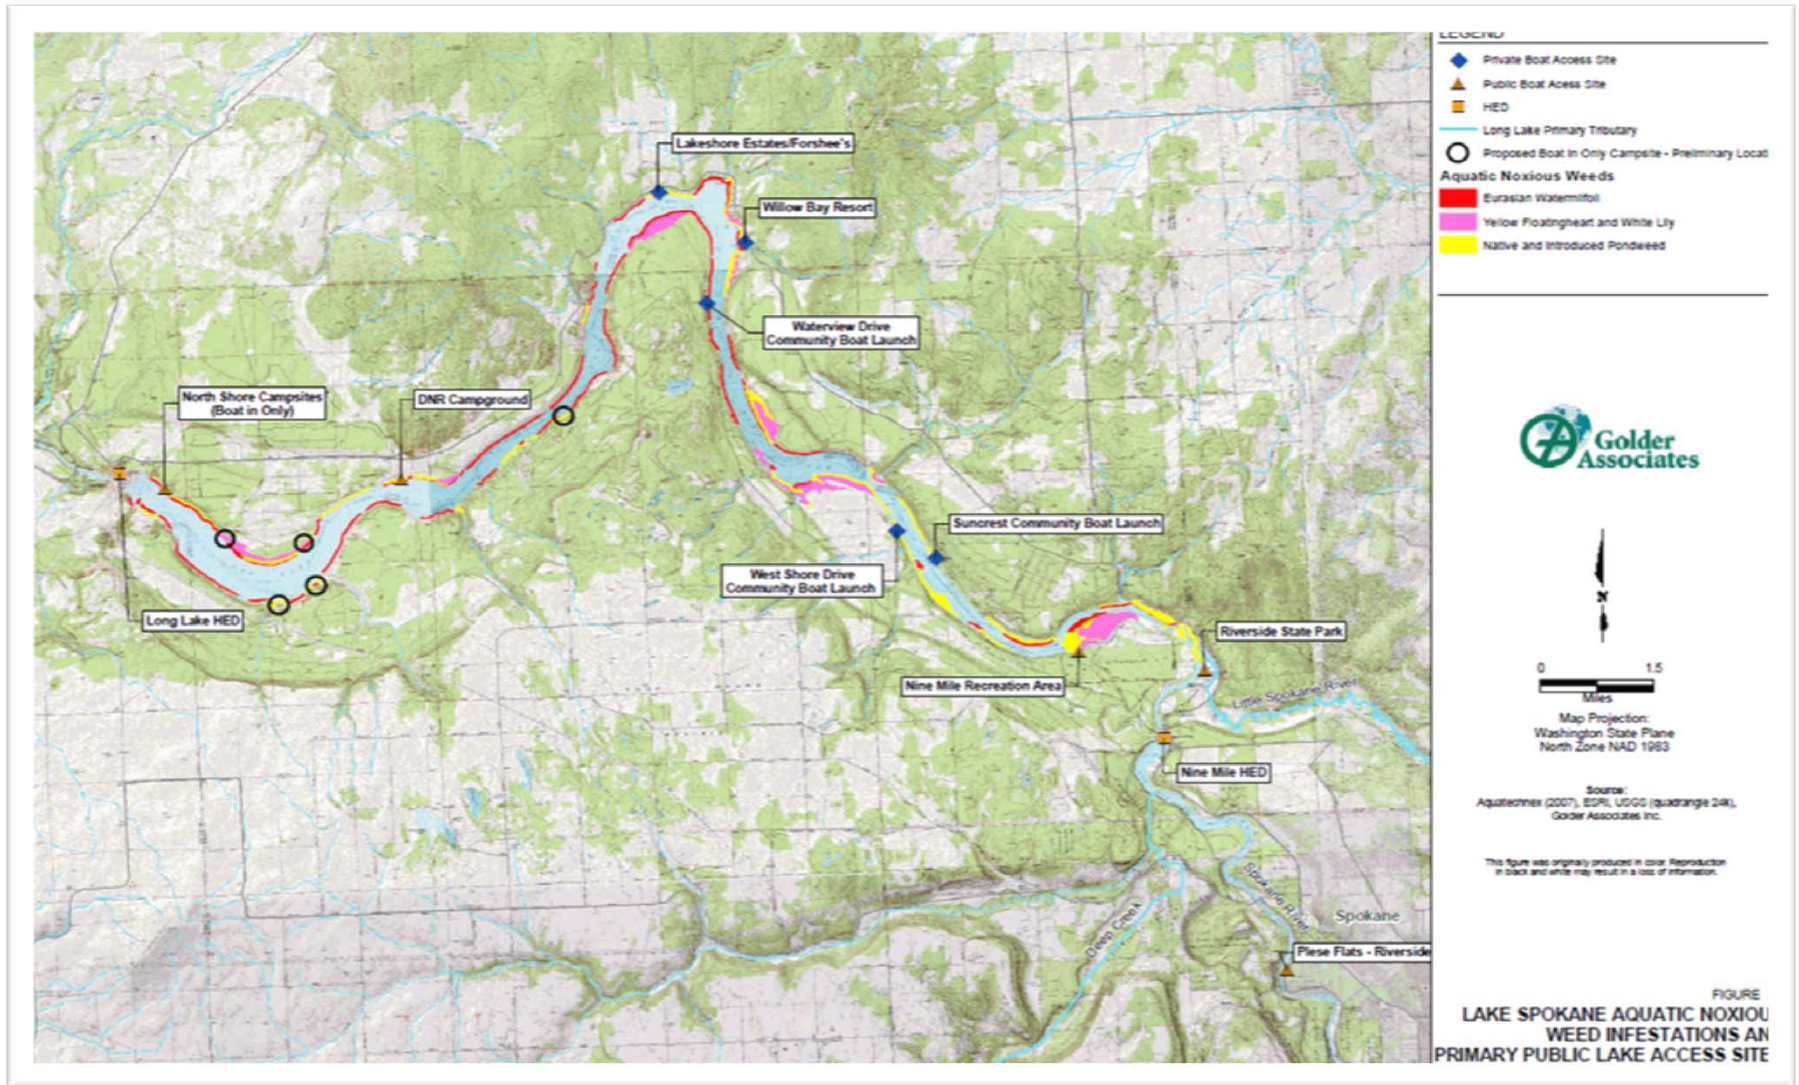 LEGEND
Private Boat Access Site
Public Boat Acess Site
HED
Long Lake Primary Tributary
Proposed Boat In Only Campsite - Preliminary Locat
Aquatic Noxious Weeds
Eurasian Watermilfoil
Yellow Floatingheart and White Lily
Native and Introduced Pondweed
Lakeshore Estates/Forshee's
Willow Bay Resort
Waterview Drive
Community Boat Launch
North Shore Campsites
(Boat in Only)
DNR Campground
Suncrest Community Boat Launch
West Shore Drive
Community Boat Launch
Long Lake HED
Riverside State Park
Nine Mile Recreation Area
Little Spokane River
Nine Mile HED
Spokane River
Deep Creek
Spokane
Plese Flats - Riverside
Golder
Associates
N
0 1.5
Miles
Map Projection:
Washington State Plane
North Zone NAD 1983
Source:
Aquatechnex (2007), ESRI, USGS (quadrangle 24k),
Golder Associates Inc.
This figure was originally produced in color. Reproduction
in black and white may result in a loss of information.
FIGURE
LAKE SPOKANE AQUATIC NOXIOU
WEED INFESTATIONS AN
PRIMARY PUBLIC LAKE ACCESS SITE